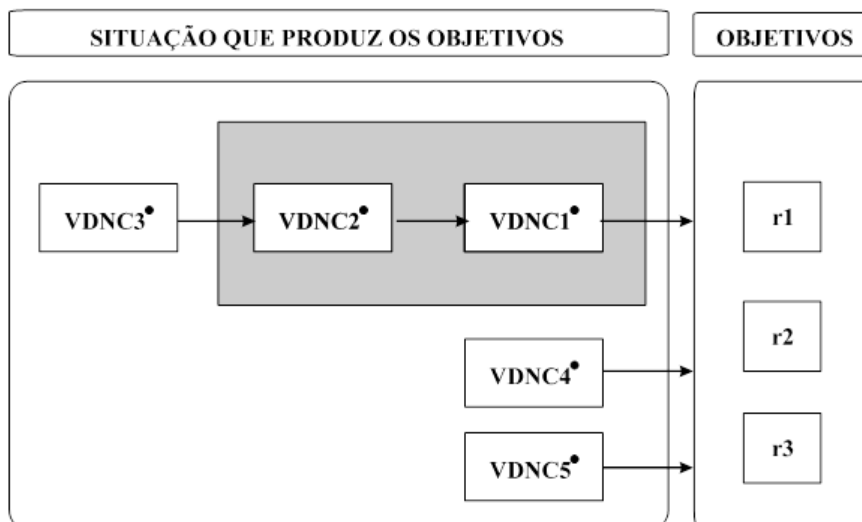 SITUAÇÃO QUE PRODUZ OS OBJETIVOS
OBJETIVOS
VDNC3•
VDNC2•
VDNC1•
r1
VDNC4•
r2
VDNC5•
r3